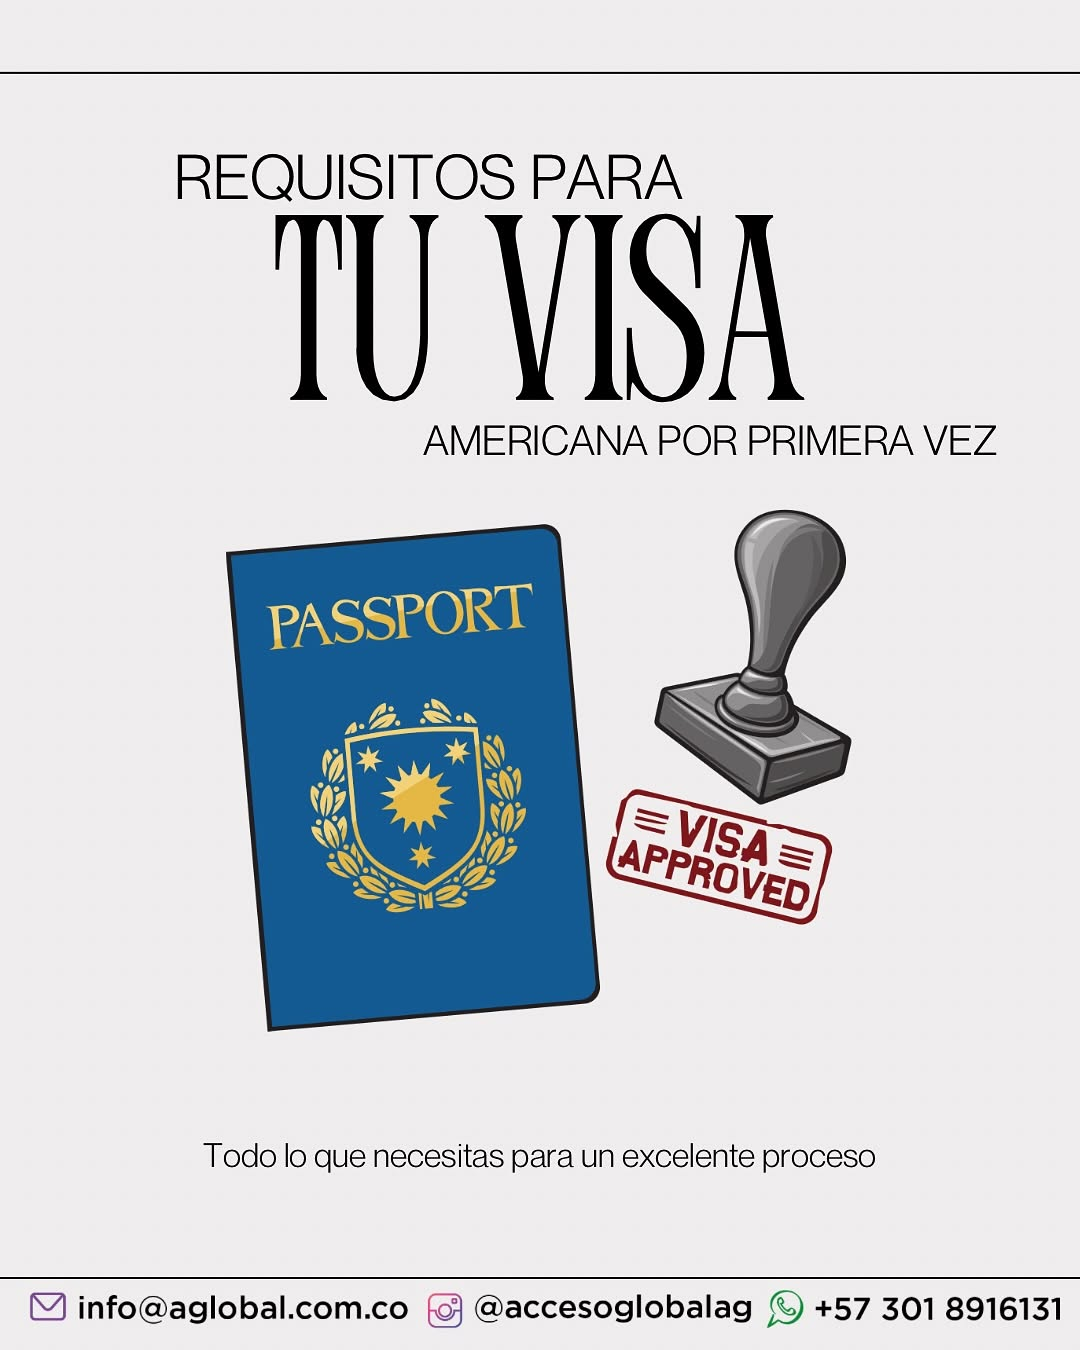 REQUISITOS PARA
TU VISA
AMERICANA POR PRIMERA VEZ
PASSPORT
VISA
APPROVED
Todo lo que necesitas para un excelente proceso
info@aglobal.com.co @accesoglobalag +57 301 8916131